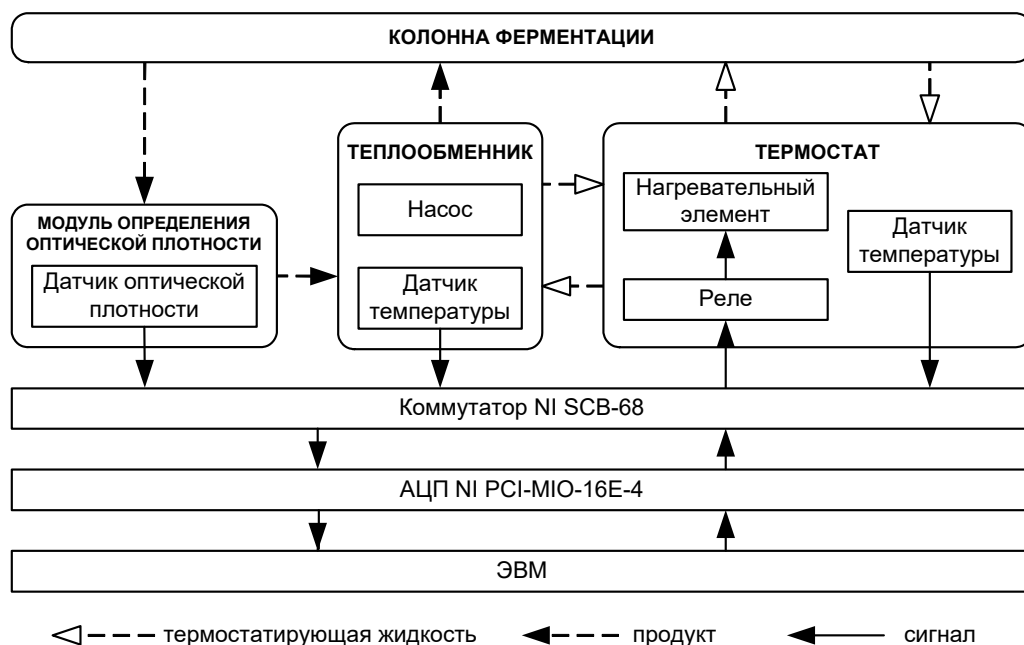 КОЛОННА ФЕРМЕНТАЦИИ
ТЕПЛООБМЕННИК
Насос
Датчик
температуры
ТЕРМОСТАТ
Нагревательный
элемент
Реле
Датчик
температуры
МОДУЛЬ ОПРЕДЕЛЕНИЯ
ОПТИЧЕСКОЙ ПЛОТНОСТИ
Датчик оптической
плотности
Коммутатор NI SCB-68
АЦП NI PCI-MIO-16E-4
ЭВМ
термостатирующая жидкость
продукт
сигнал